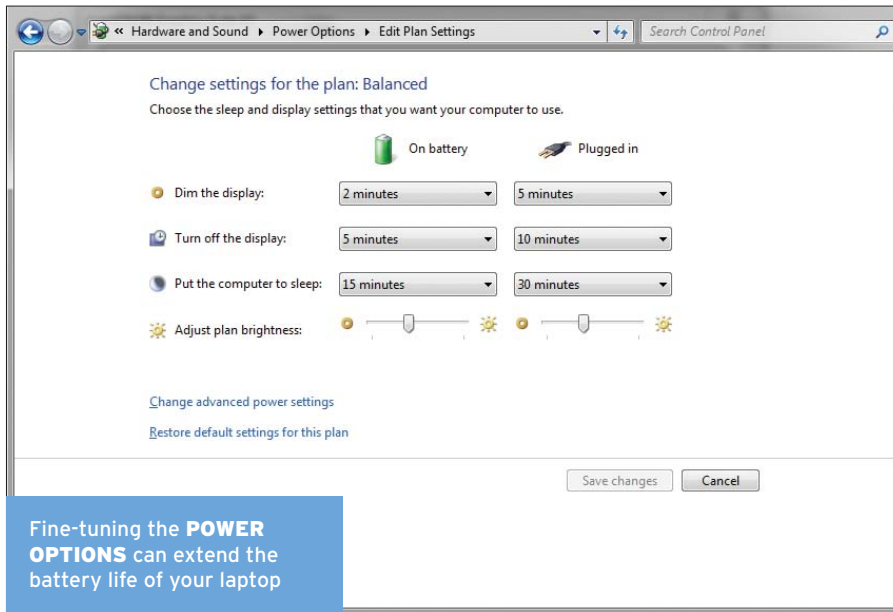 « Hardware and Sound ▸ Power Options ▸ Edit Plan Settings
Search Control Panel
Change settings for the plan: Balanced
Choose the sleep and display settings that you want your computer to use.
On battery Plugged in
Dim the display: 2 minutes 5 minutes
Turn off the display: 5 minutes 10 minutes
Put the computer to sleep: 15 minutes 30 minutes
Adjust plan brightness:
Change advanced power settings
Restore default settings for this plan
Save changes Cancel
Fine-tuning the POWER
OPTIONS can extend the
battery life of your laptop